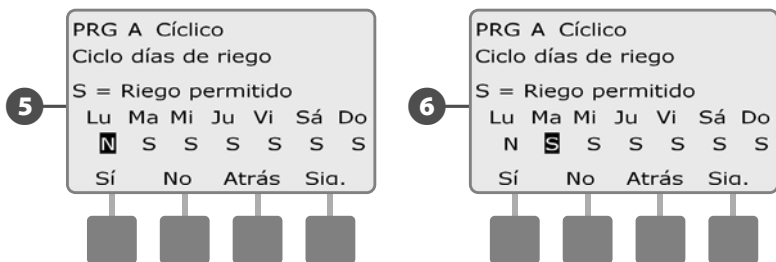 5
PRG A Cíclico
Ciclo días de riego
S = Riego permitido
Lu Ma Mi Ju Vi Sá Do
N S S S S S S
Sí No Atrás Sig.
6
PRG A Cíclico
Ciclo días de riego
S = Riego permitido
Lu Ma Mi Ju Vi Sá Do
N S S S S S S
Sí No Atrás Sig.